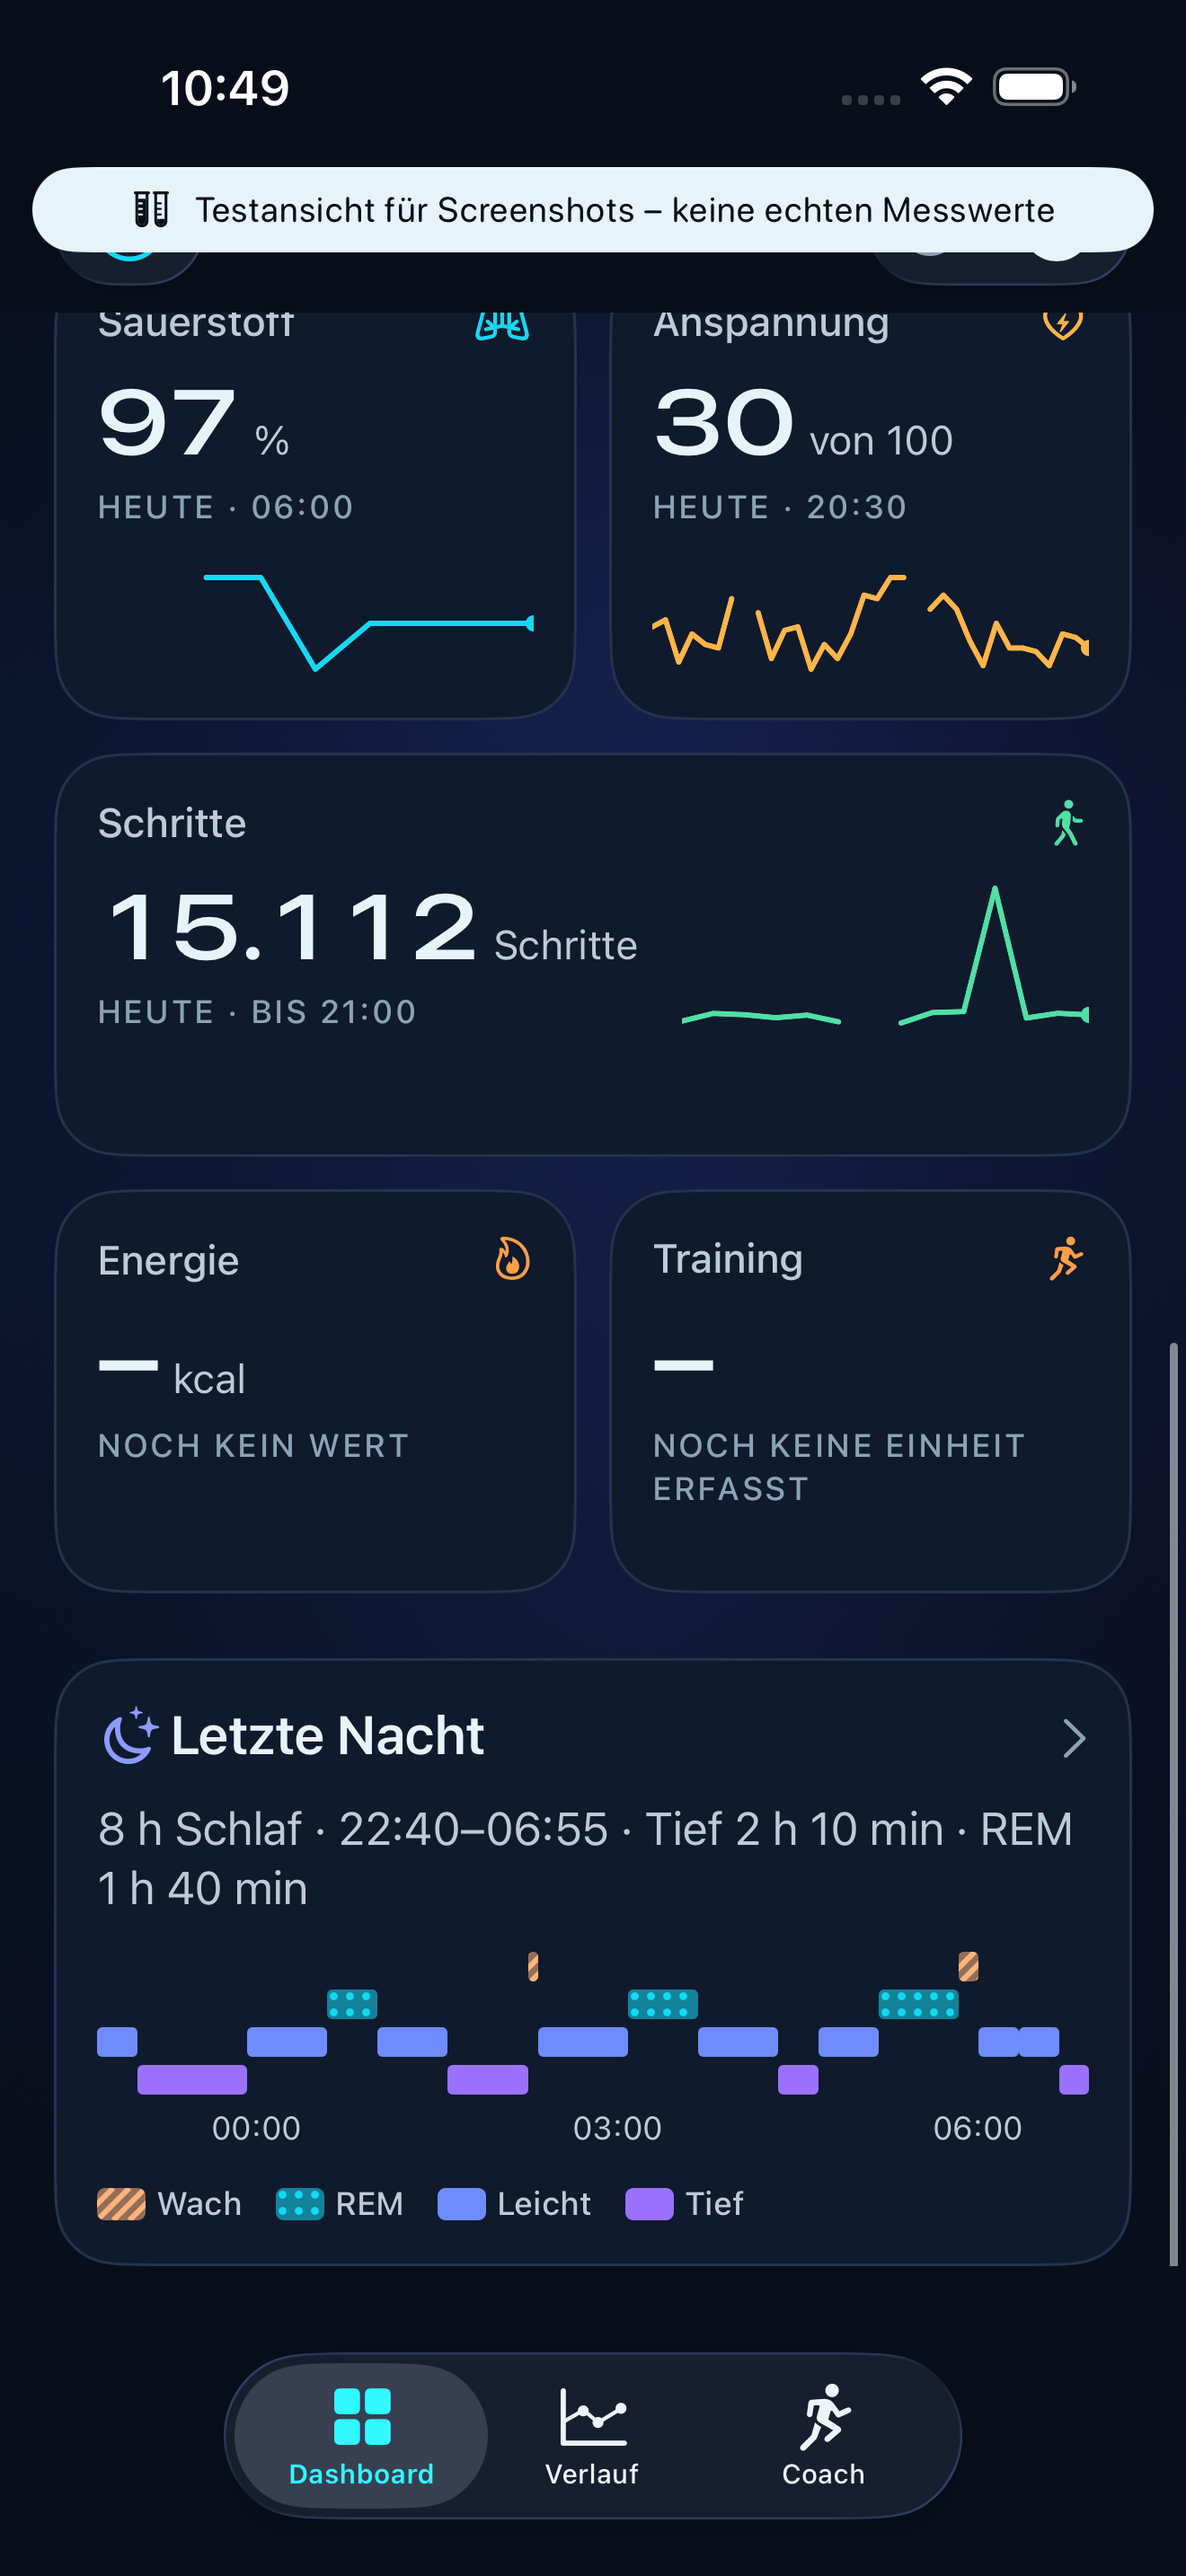 10:49
Testansicht für Screenshots – keine echten Messwerte
Sauerstoff
Anspannung
97 %
30 von 100
HEUTE · 06:00
HEUTE · 20:30
Schritte
15.112 Schritte
HEUTE · BIS 21:00
Energie
Training
— kcal
—
NOCH KEIN WERT
NOCH KEINE EINHEIT
ERFASST
Letzte Nacht
8 h Schlaf · 22:40–06:55 · Tief 2 h 10 min · REM
1 h 40 min
00:00 03:00 06:00
Wach REM Leicht Tief
Dashboard Verlauf Coach